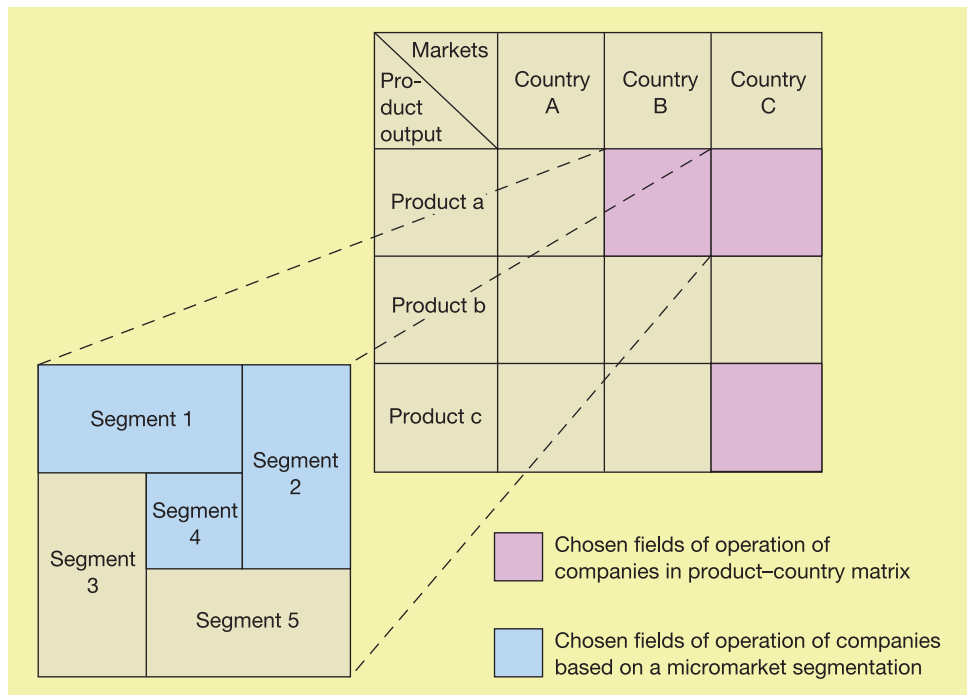 Markets
Pro-
duct
output
Country
A
Country
B
Country
C
Product a
Product b
Product c
Segment 1
Segment
2
Segment
3
Segment
4
Segment 5
Chosen fields of operation of
companies in product–country matrix
Chosen fields of operation of companies
based on a micromarket segmentation